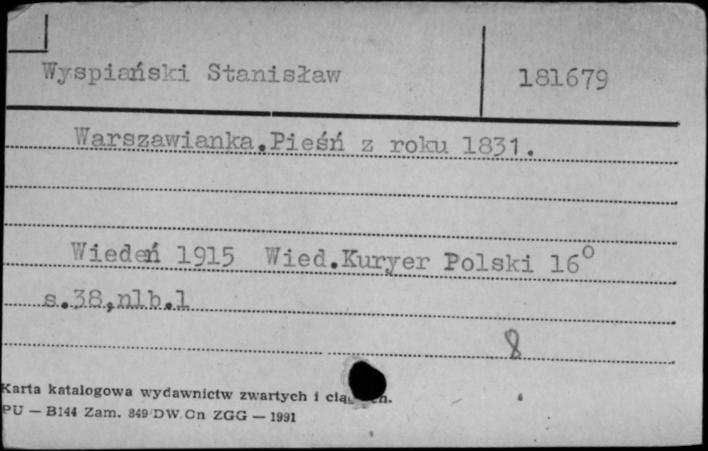 Wyspiański Stanisław 181679
Warszawianka.Pieśń z roku 1831.
Wiedeń 1915 Wied.Kuryer Polski 16°
s.38,nlb.1
8
Karta katalogowa wydawnictw zwartych i
PU — B144 Zam. 849 DW. Cn ZGG — 1991